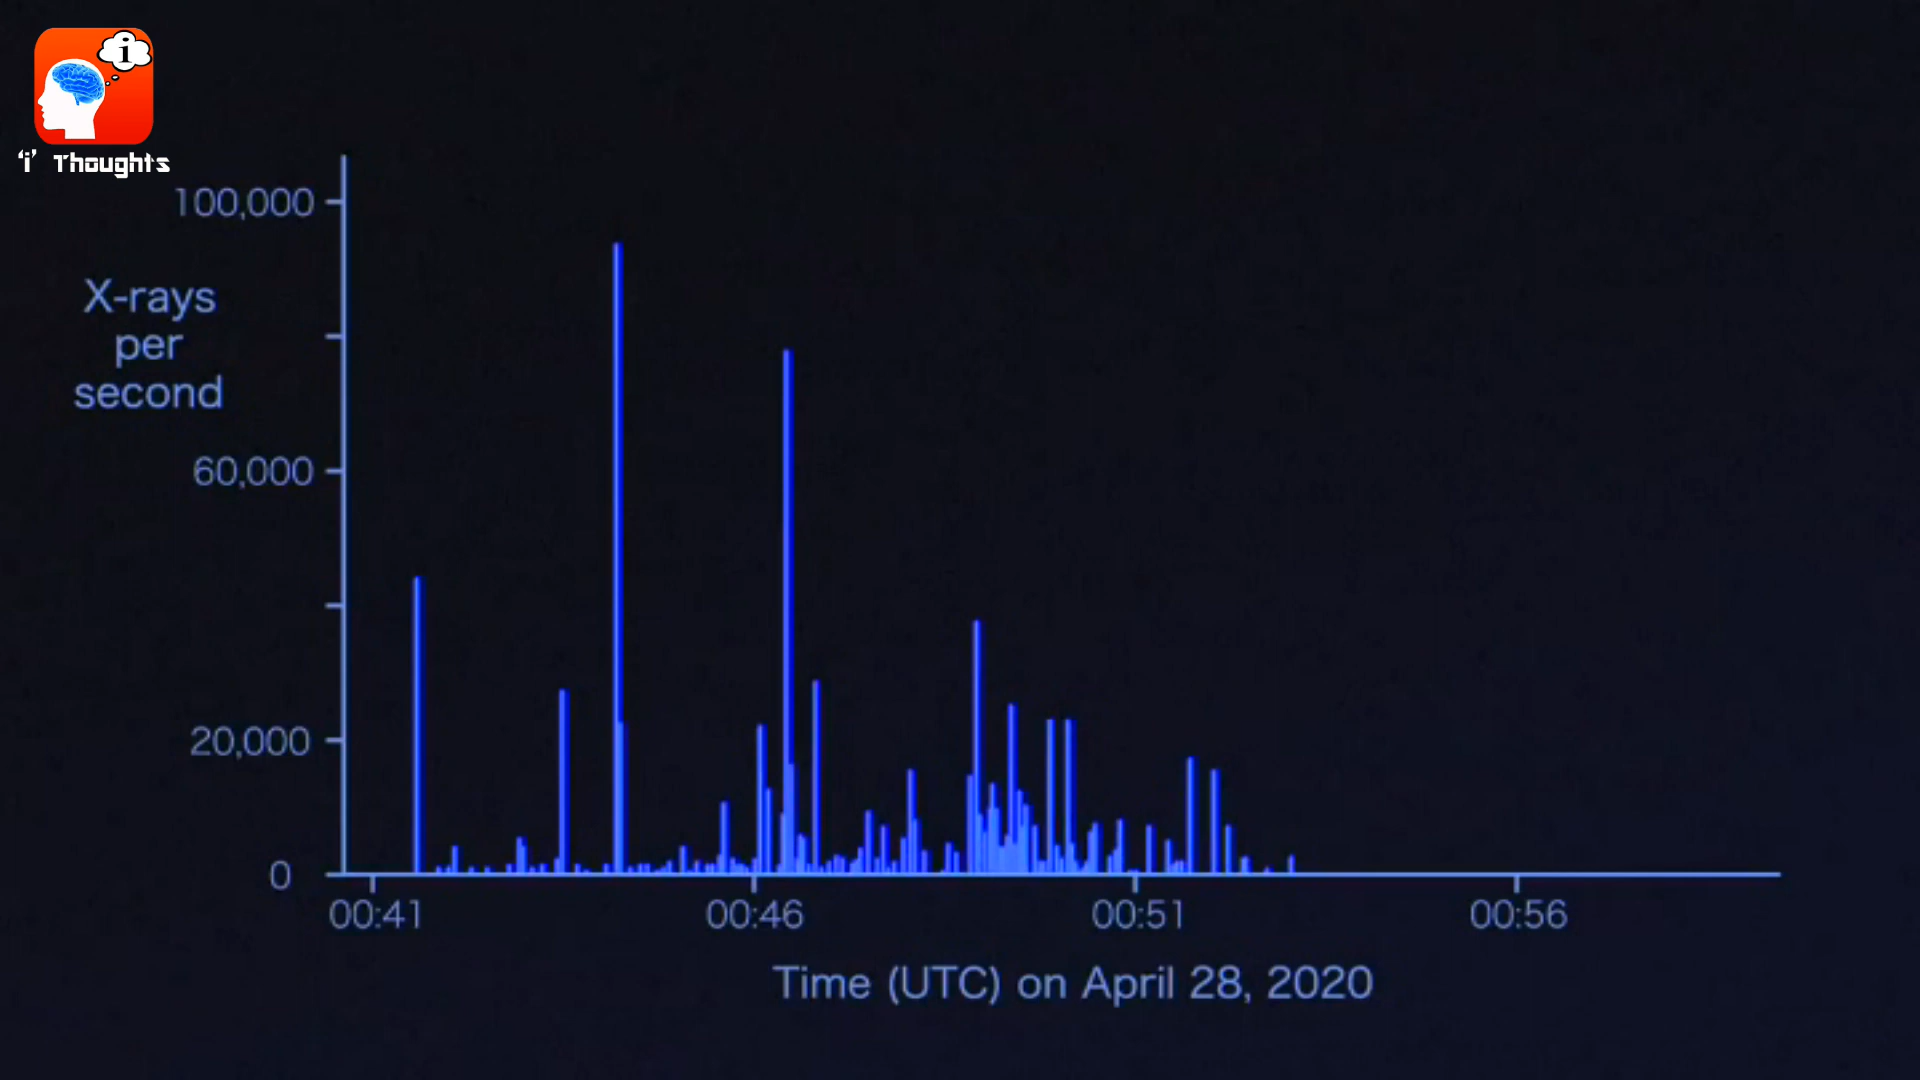 i
‘i’ Thoughts
100,000
X-rays
per
second
60,000
20,000
0
00:41
00:46
00:51
00:56
Time (UTC) on April 28, 2020